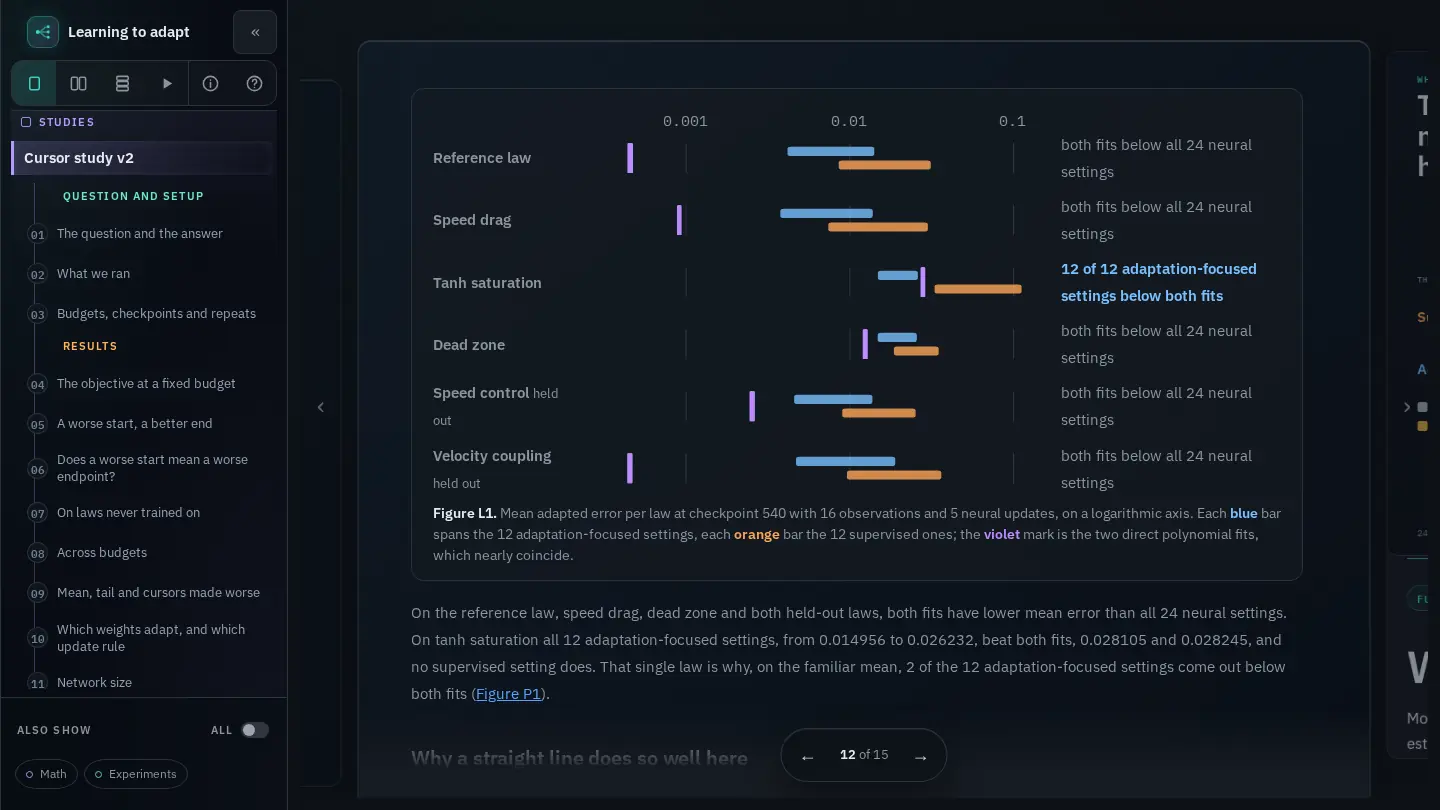 Learning to adapt
«
STUDIES
Cursor study v2
QUESTION AND SETUP
01 The question and the answer
02 What we ran
03 Budgets, checkpoints and repeats
RESULTS
04 The objective at a fixed budget
05 A worse start, a better end
06 Does a worse start mean a worse
endpoint?
07 On laws never trained on
08 Across budgets
09 Mean, tail and cursors made worse
10 Which weights adapt, and which
update rule
11 Network size
ALSO SHOW
ALL
Math
Experiments
0.001 0.01 0.1
Reference law
both fits below all 24 neural
settings
Speed drag
both fits below all 24 neural
settings
Tanh saturation
12 of 12 adaptation-focused
settings below both fits
Dead zone
both fits below all 24 neural
settings
Speed control held
out
both fits below all 24 neural
settings
Velocity coupling
held out
both fits below all 24 neural
settings
Figure L1. Mean adapted error per law at checkpoint 540 with 16 observations and 5 neural updates, on a logarithmic axis. Each blue bar
spans the 12 adaptation-focused settings, each orange bar the 12 supervised ones; the violet mark is the two direct polynomial fits,
which nearly coincide.
On the reference law, speed drag, dead zone and both held-out laws, both fits have lower mean error than all 24 neural settings.
On tanh saturation all 12 adaptation-focused settings, from 0.014956 to 0.026232, beat both fits, 0.028105 and 0.028245, and
no supervised setting does. That single law is why, on the familiar mean, 2 of the 12 adaptation-focused settings come out below
both fits (Figure P1).
Why a straight line does so well here
← 12 of 15 →
A
24
Mo
est